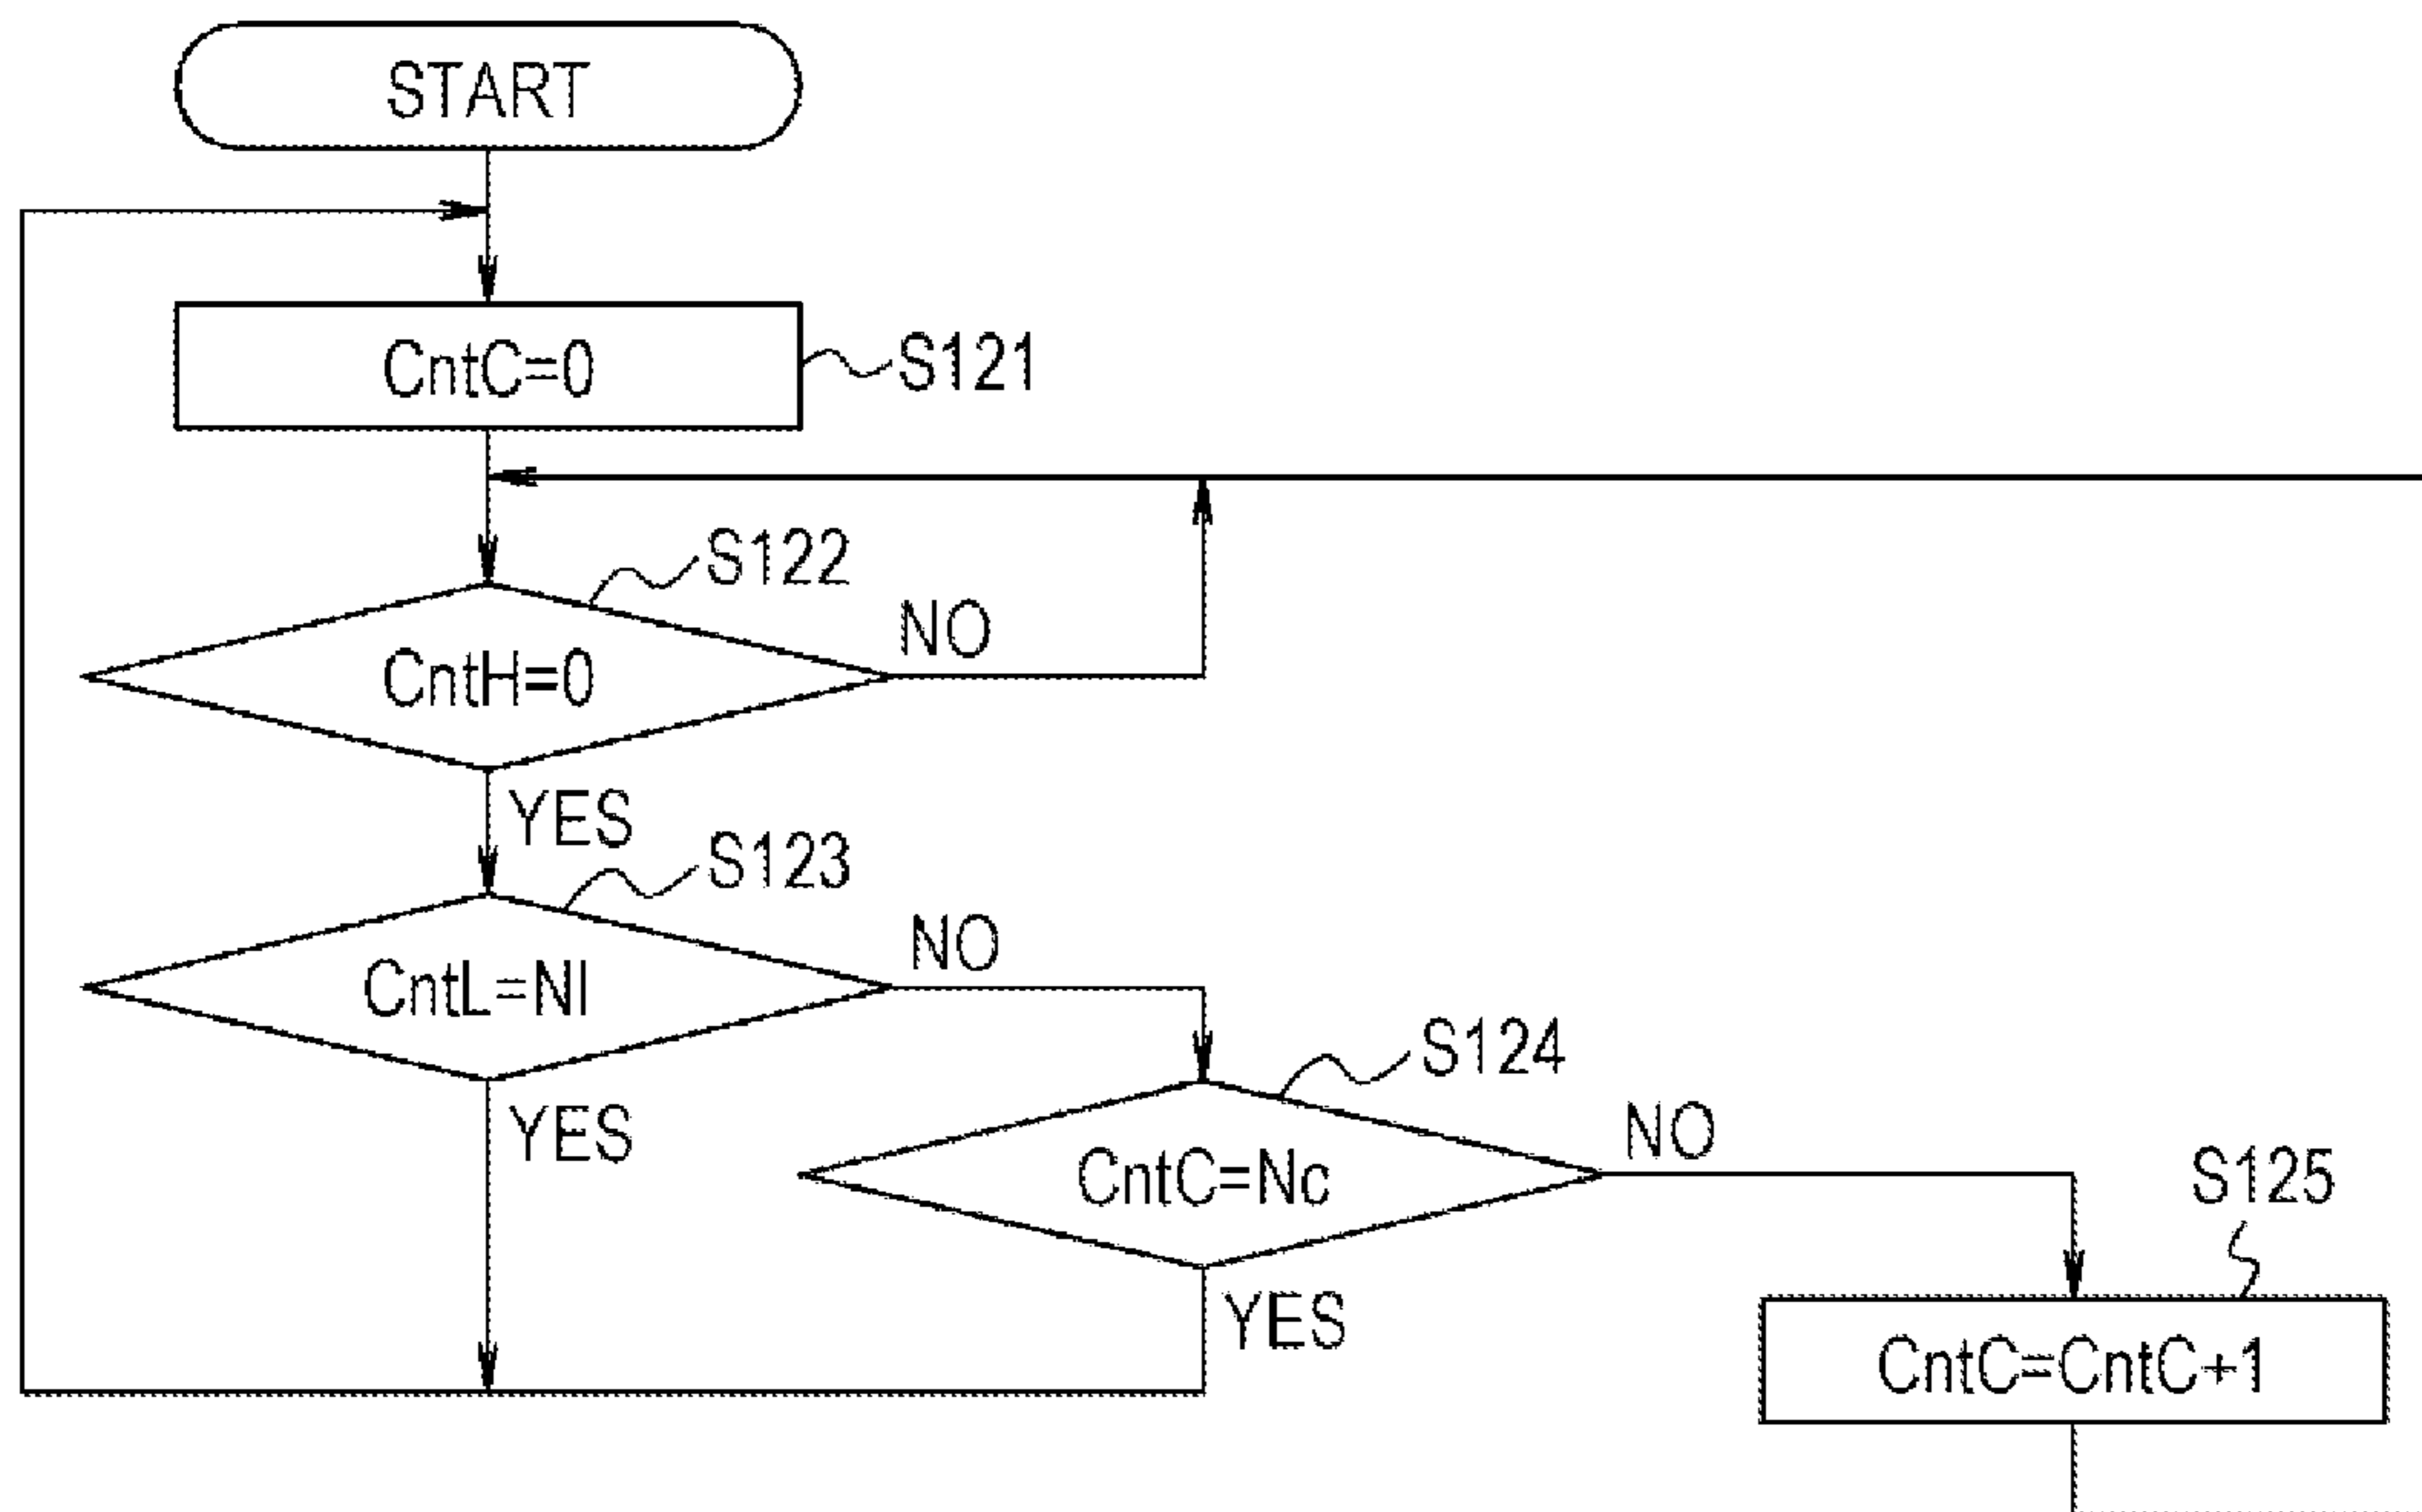 START
CntC=0
S121
S122
CntH=0
NO
YES
S123
CntL=Nl
NO
YES
S124
CntC=Nc
NO
YES
S125
CntC=CntC+1